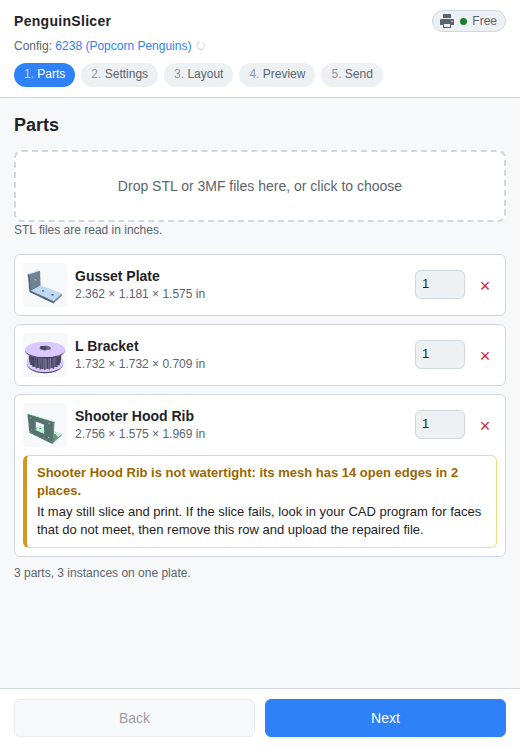 PenguinSlicer
Free
Config: 6238 (Popcorn Penguins)
1. Parts
2. Settings
3. Layout
4. Preview
5. Send
Parts
Drop STL or 3MF files here, or click to choose
STL files are read in inches.
Gusset Plate
2.362 × 1.181 × 1.575 in
1
×
L Bracket
1.732 × 1.732 × 0.709 in
1
×
Shooter Hood Rib
2.756 × 1.575 × 1.969 in
1
×
Shooter Hood Rib is not watertight: its mesh has 14 open edges in 2
places.
It may still slice and print. If the slice fails, look in your CAD program for faces
that do not meet, then remove this row and upload the repaired file.
3 parts, 3 instances on one plate.
Back
Next